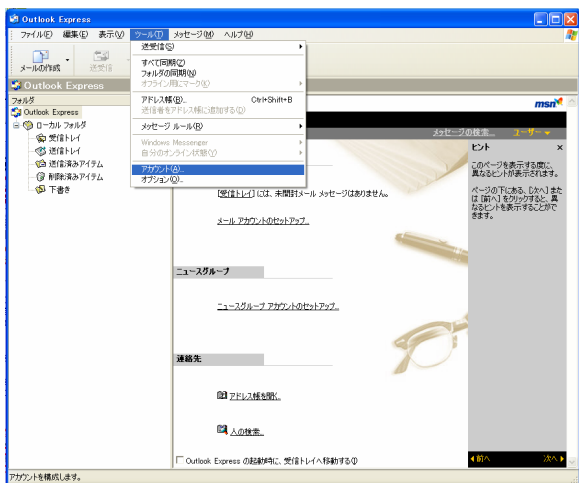 Outlook Express
ファイル(F) 編集(E) 表示(V) ツール(T) メッセージ(M) ヘルプ(H)
メールの作成 送受信
送受信(S)
すべて同期(Z)
フォルダの同期(N)
オフライン用にマーク(K)
アドレス帳(B)... Ctrl+Shift+B
送信者をアドレス帳に追加する(D)
メッセージ ルール(R)
Windows Messenger
自分のオンライン状態(Y)
アカウント(A)...
オプション(O)...
Outlook Express
フォルダ
Outlook Express
ローカル フォルダ
受信トレイ
送信トレイ
送信済みアイテム
削除済みアイテム
下書き
msn
メッセージの検索... ユーザー
[受信トレイ] には、未開封メール メッセージはありません。
メール アカウントのセットアップ...
ニュースグループ
ニュースグループ アカウントのセットアップ...
連絡先
アドレス帳を開く...
人の検索...
Outlook Express の起動時に、受信トレイへ移動する(I)
ヒント ×
このページを表示する度に、
異なるヒントが表示されます。
ページの下にある、[次へ] また
は [前へ] をクリックすると、異
なるヒントを表示することがで
きます。
前へ 次へ
アカウントを構成します。